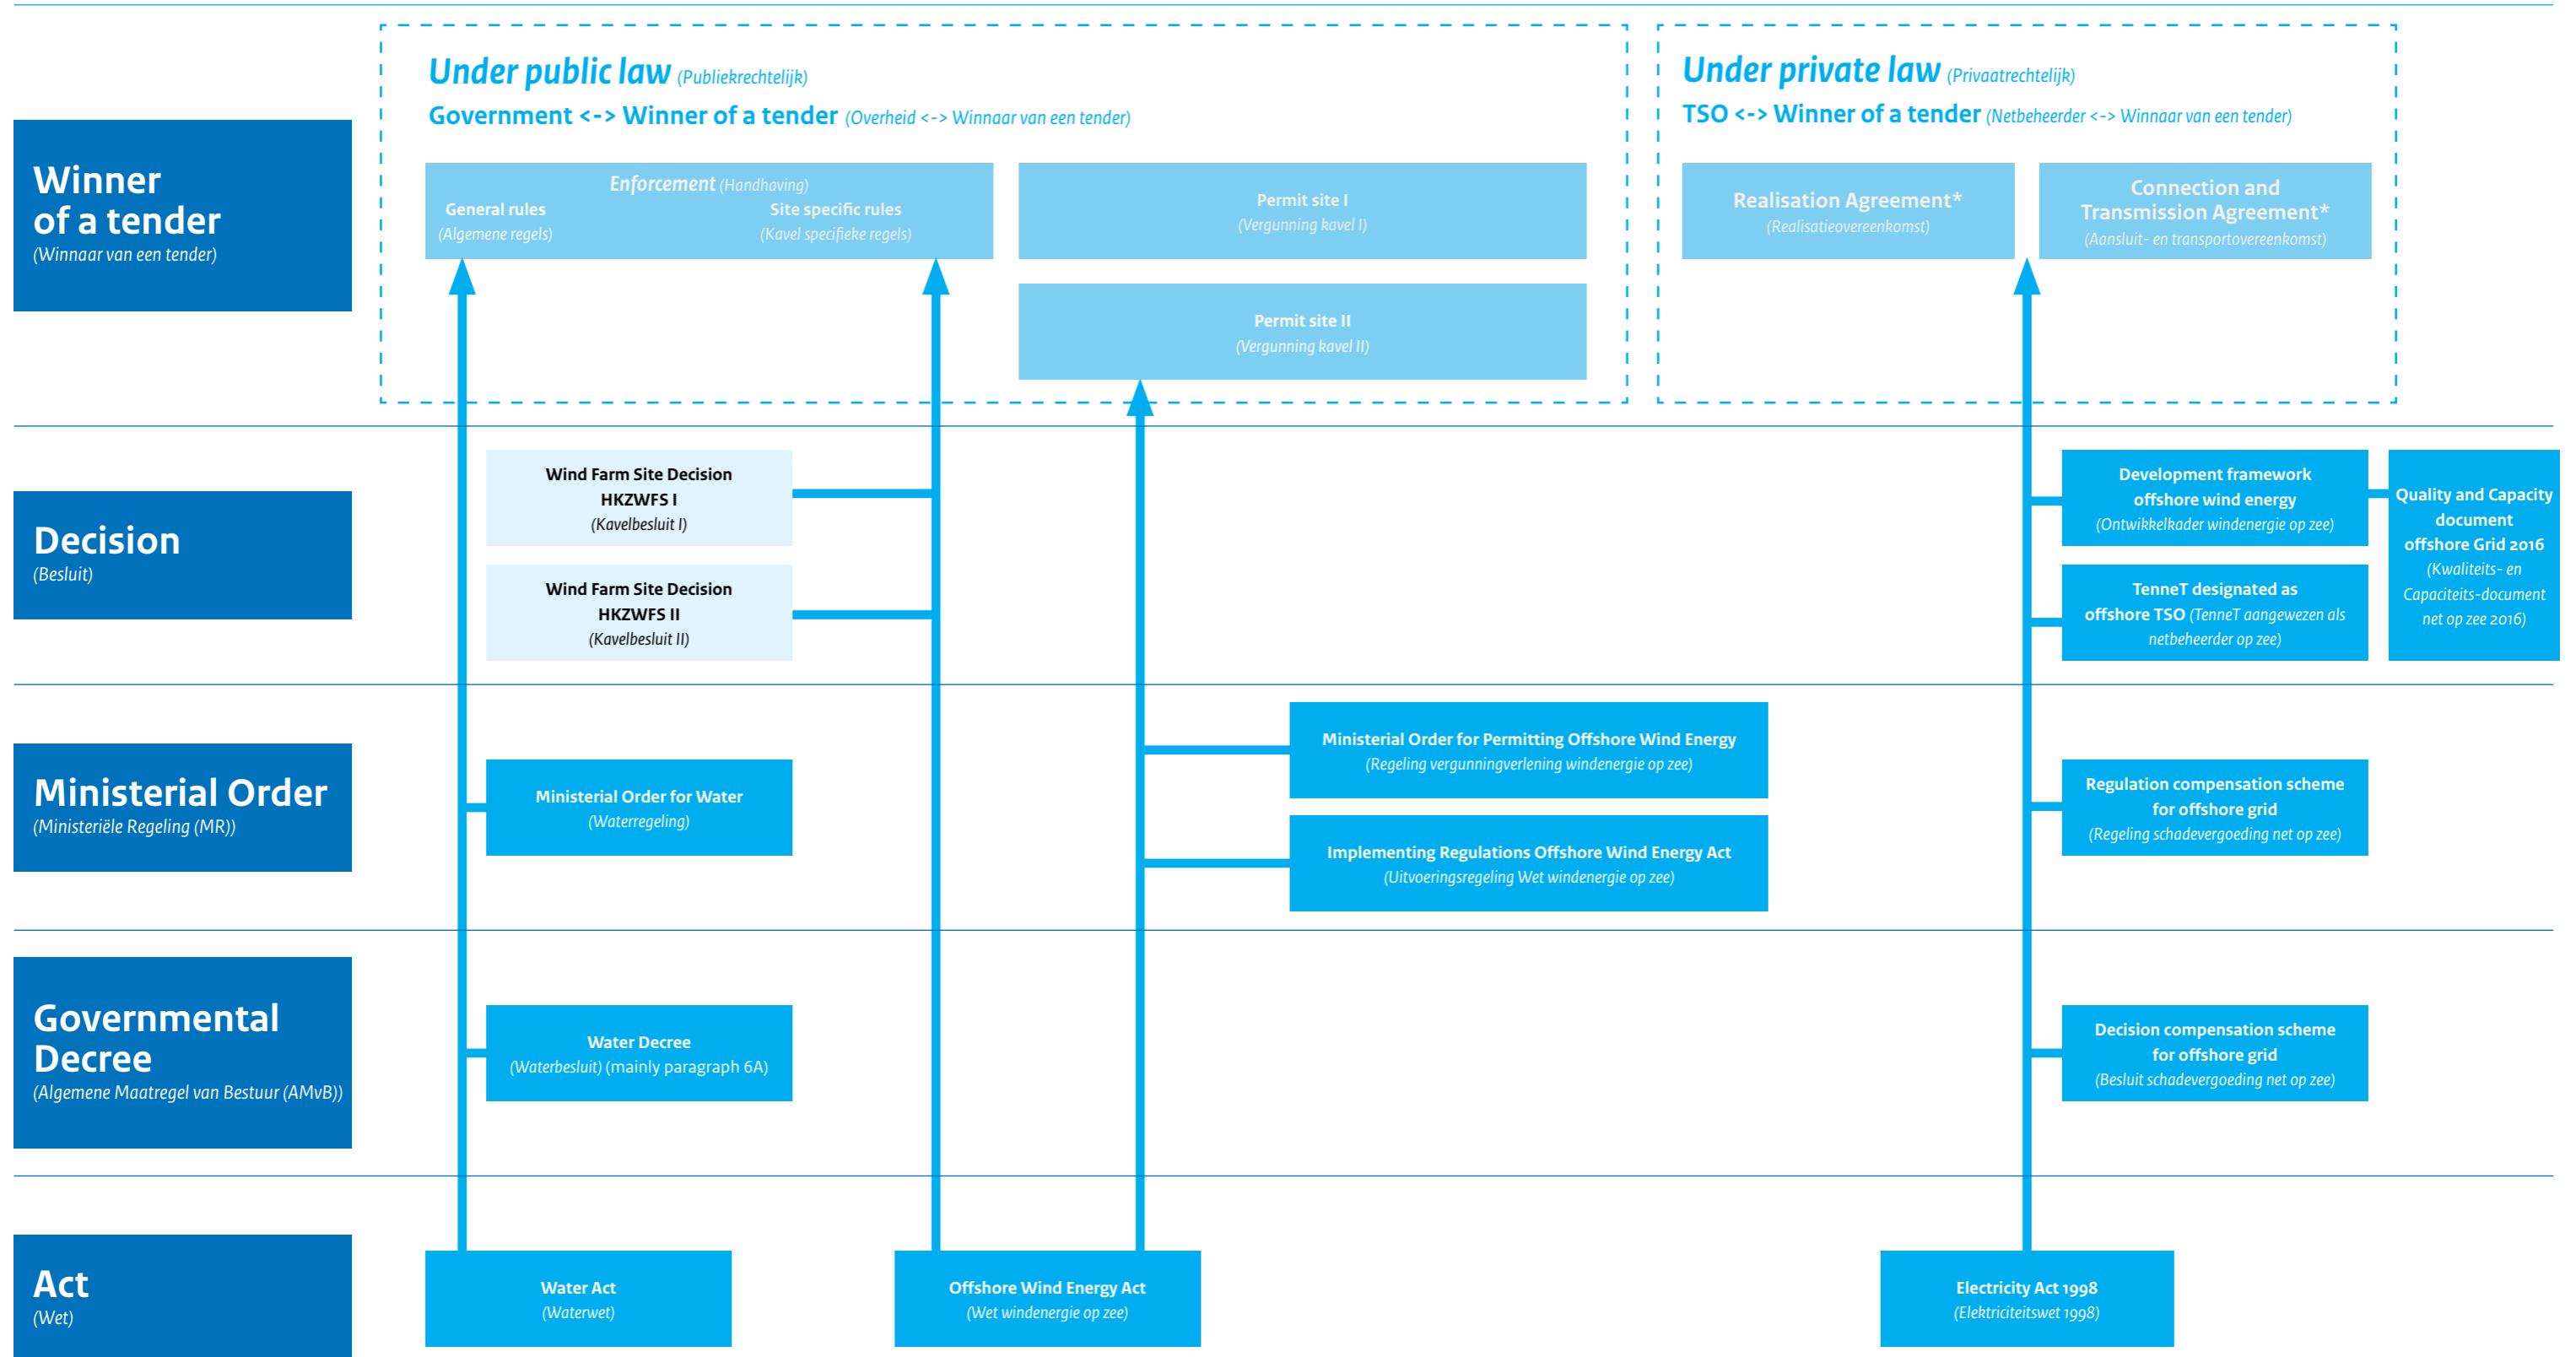 Under public law (Publiekrechtelijk)
Government <-> Winner of a tender (Overheid <-> Winnaar van een tender)
Under private law (Privaatrechtelijk)
TSO <-> Winner of a tender (Netbeheerder <-> Winnaar van een tender)
Winner
of a tender
(Winnaar van een tender)
Enforcement (Handhaving)
General rules
(Algemene regels)
Site specific rules
(Kavel specifieke regels)
Permit site I
(Vergunning kavel I)
Permit site II
(Vergunning kavel II)
Realisation Agreement*
(Realisatieovereenkomst)
Connection and
Transmission Agreement*
(Aansluit- en transportovereenkomst)
Decision
(Besluit)
Wind Farm Site Decision
HKZWFS I
(Kavelbesluit I)
Wind Farm Site Decision
HKZWFS II
(Kavelbesluit II)
Development framework
offshore wind energy
(Ontwikkelkader windenergie op zee)
TenneT designated as
offshore TSO (TenneT aangewezen als
netbeheerder op zee)
Quality and Capacity
document
offshore Grid 2016
(Kwaliteits- en
Capaciteits-document
net op zee 2016)
Ministerial Order
(Ministeriële Regeling (MR))
Ministerial Order for Water
(Waterregeling)
Ministerial Order for Permitting Offshore Wind Energy
(Regeling vergunningverlening windenergie op zee)
Implementing Regulations Offshore Wind Energy Act
(Uitvoeringsregeling Wet windenergie op zee)
Regulation compensation scheme
for offshore grid
(Regeling schadevergoeding net op zee)
Governmental
Decree
(Algemene Maatregel van Bestuur (AMvB))
Water Decree
(Waterbesluit) (mainly paragraph 6A)
Decision compensation scheme
for offshore grid
(Besluit schadevergoeding net op zee)
Act
(Wet)
Water Act
(Waterwet)
Offshore Wind Energy Act
(Wet windenergie op zee)
Electricity Act 1998
(Elektriciteitswet 1998)